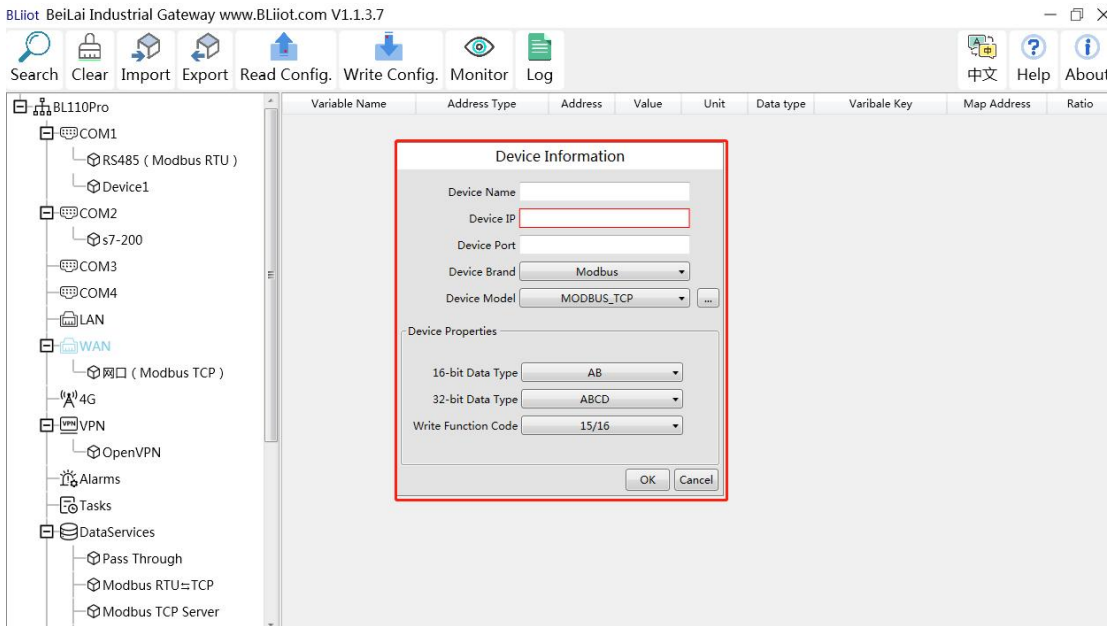 BLiiot BeiLai Industrial Gateway www.BLiiot.com V1.1.3.7
Search Clear Import Export Read Config. Write Config. Monitor Log 中文 Help About
BL110Pro
COM1
RS485 ( Modbus RTU )
Device1
COM2
s7-200
COM3
COM4
LAN
WAN
网口 ( Modbus TCP )
4G
VPN VPN
OpenVPN
Alarms
Tasks
DataServices
Pass Through
Modbus RTU⇆TCP
Modbus TCP Server
Variable Name Address Type Address Value Unit Data type Varibale Key Map Address Ratio
Device Information
Device Name
Device IP
Device Port
Device Brand Modbus
Device Model MODBUS_TCP ...
Device Properties
16-bit Data Type AB
32-bit Data Type ABCD
Write Function Code 15/16
OK Cancel